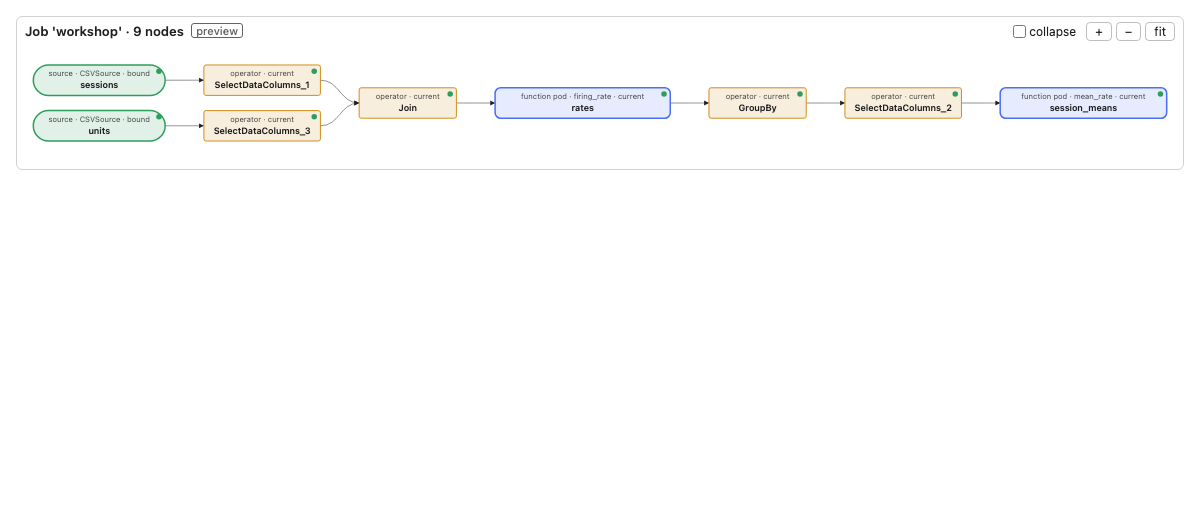 Job 'workshop' · 9 nodes preview
collapse + − fit
source · CSVSource · bound
sessions
operator · current
SelectDataColumns_1
source · CSVSource · bound
units
operator · current
SelectDataColumns_3
operator · current
Join
function pod · firing_rate · current
rates
operator · current
GroupBy
operator · current
SelectDataColumns_2
function pod · mean_rate · current
session_means